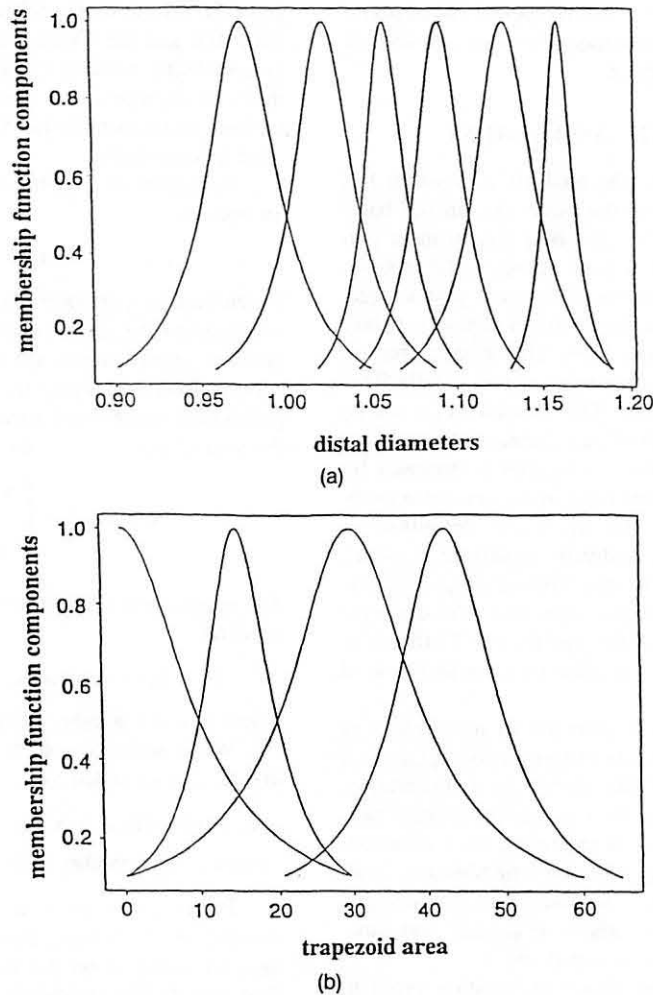 membership function components
1.0
0.8
0.6
0.4
0.2
0.90 0.95 1.00 1.05 1.10 1.15 1.20
distal diameters
(a)
membership function components
1.0
0.8
0.6
0.4
0.2
0 10 20 30 40 50 60
trapezoid area
(b)